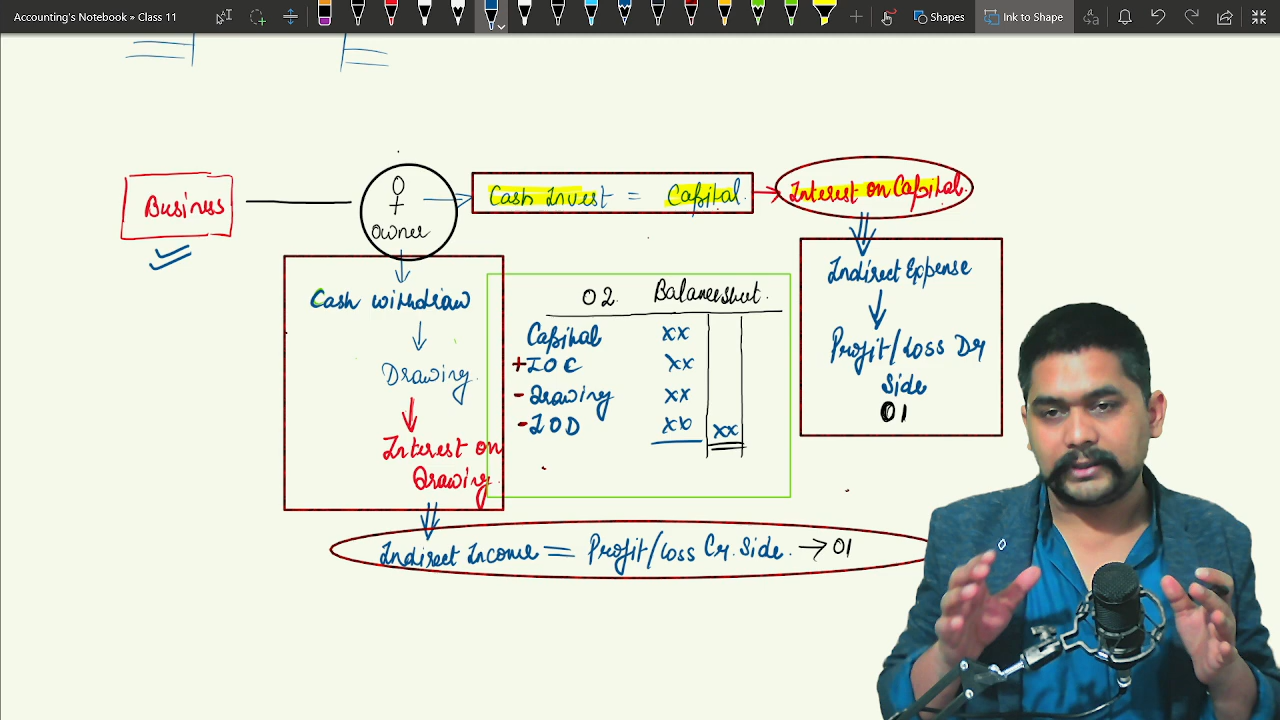 Accounting's Notebook » Class 11
Shapes
Ink to Shape
Business
owner
Cash Invest = Capital
Interest on Capital.
Cash withdraw
Drawing.
Interest on
Drawing.
02. Balancesheet.
Capital xx
+IOC xx
-Drawing xx
-IOD xx xx
Indirect Expense
Profit/Loss Dr
Side
01
Indirect Income = Profit/Loss Cr. Side. → 01